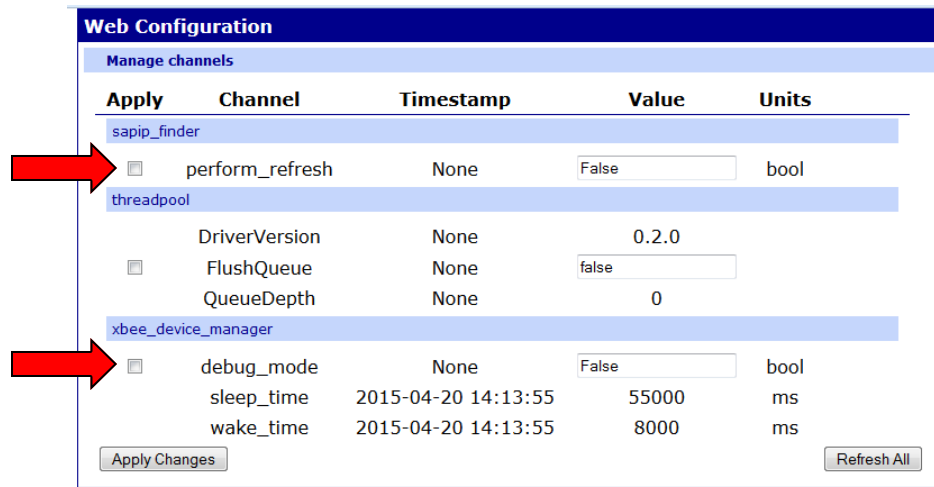 Web Configuration
Manage channels
Apply Channel Timestamp Value Units
sapip_finder
perform_refresh None False bool
threadpool
DriverVersion None 0.2.0
FlushQueue None false
QueueDepth None 0
xbee_device_manager
debug_mode None False bool
sleep_time 2015-04-20 14:13:55 55000 ms
wake_time 2015-04-20 14:13:55 8000 ms
Apply Changes Refresh All